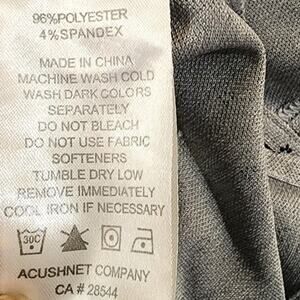 96%POLYESTER
4%SPANDEX
MADE IN CHINA
MACHINE WASH COLD
WASH DARK COLORS
SEPARATELY
DO NOT BLEACH
DO NOT USE FABRIC
SOFTENERS
TUMBLE DRY LOW
REMOVE IMMEDIATELY
COOL IRON IF NECESSARY
30C
ACUSHNET COMPANY
CA # 28544